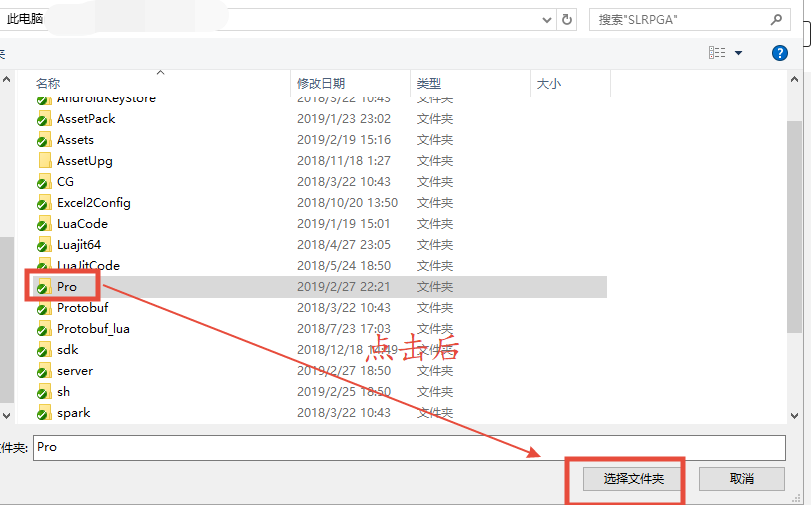 此电脑
搜索"SLRPGA"
夹
名称 修改日期 类型 大小
AndroidKeyStore 2018/3/22 10:43 文件夹
AssetPack 2019/1/23 23:02 文件夹
Assets 2019/2/19 15:16 文件夹
AssetUpg 2018/11/18 1:27 文件夹
CG 2018/3/22 10:43 文件夹
Excel2Config 2018/10/20 13:50 文件夹
LuaCode 2019/1/19 15:01 文件夹
Luajit64 2018/4/27 23:05 文件夹
LuaJitCode 2018/5/24 18:50 文件夹
Pro 2019/2/27 22:21 文件夹
Protobuf 2018/3/22 10:43 文件夹
Protobuf_lua 2018/7/23 17:03 文件夹
sdk 2018/12/18 14:49 文件夹
点击后
server 2019/2/27 18:50 文件夹
sh 2019/2/25 18:50 文件夹
spark 2018/3/22 10:43 文件夹
件夹: Pro
选择文件夹 取消